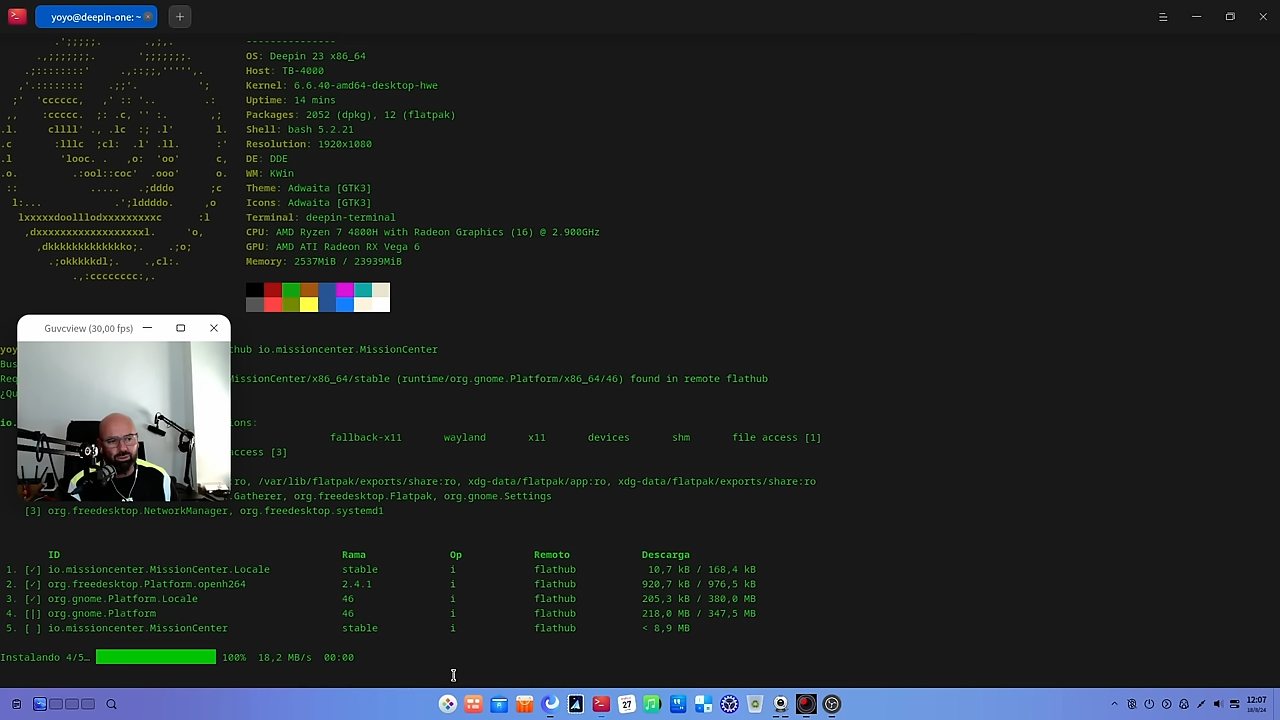 yoyo@deepin-one: ~
OS: Deepin 23 x86_64
Host: TB-4000
Kernel: 6.6.40-amd64-desktop-hwe
Uptime: 14 mins
Packages: 2052 (dpkg), 12 (flatpak)
Shell: bash 5.2.21
Resolution: 1920x1080
DE: DDE
WM: KWin
Theme: Adwaita [GTK3]
Icons: Adwaita [GTK3]
Terminal: deepin-terminal
CPU: AMD Ryzen 7 4800H with Radeon Graphics (16) @ 2.900GHz
GPU: AMD ATI Radeon RX Vega 6
Memory: 2537MiB / 23939MiB
Guvcview (30,00 fps)
yoy hub io.missioncenter.MissionCenter
Bus
Req MissionCenter/x86_64/stable (runtime/org.gnome.Platform/x86_64/46) found in remote flathub
¿Qu
io. ons:
fallback-x11 wayland x11 devices shm file access [1]
access [3]
ro, /var/lib/flatpak/exports/share:ro, xdg-data/flatpak/app:ro, xdg-data/flatpak/exports/share:ro
.Gatherer, org.freedesktop.Flatpak, org.gnome.Settings
[3] org.freedesktop.NetworkManager, org.freedesktop.systemd1
ID Rama Op Remoto Descarga
1. [✓] io.missioncenter.MissionCenter.Locale stable i flathub 10,7 kB / 168,4 kB
2. [✓] org.freedesktop.Platform.openh264 2.4.1 i flathub 920,7 kB / 976,5 kB
3. [✓] org.gnome.Platform.Locale 46 i flathub 205,3 kB / 380,0 MB
4. [|] org.gnome.Platform 46 i flathub 218,0 MB / 347,5 MB
5. [ ] io.missioncenter.MissionCenter stable i flathub < 8,9 MB
Instalando 4/5… 100% 18,2 MB/s 00:00
27
12:07
18/8/24